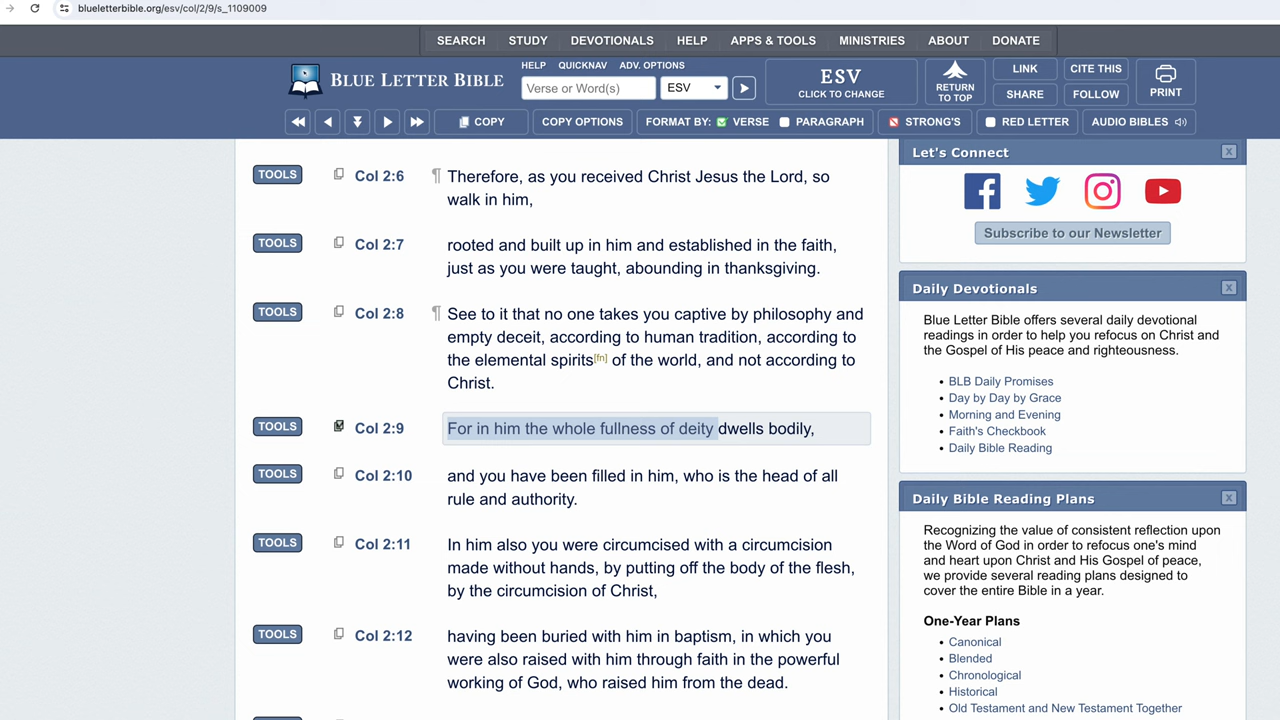 blueletterbible.org/esv/col/2/9/s_1109009
SEARCH STUDY DEVOTIONALS HELP APPS & TOOLS MINISTRIES ABOUT DONATE
BLUE LETTER BIBLE
HELP QUICKNAV ADV. OPTIONS
Verse or Word(s) ESV
ESV
CLICK TO CHANGE
RETURN
TO TOP
LINK
SHARE
CITE THIS
FOLLOW
PRINT
COPY COPY OPTIONS FORMAT BY: VERSE PARAGRAPH STRONG'S RED LETTER AUDIO BIBLES
TOOLS Col 2:6 ¶ Therefore, as you received Christ Jesus the Lord, so
walk in him,
TOOLS Col 2:7 rooted and built up in him and established in the faith,
just as you were taught, abounding in thanksgiving.
TOOLS Col 2:8 ¶ See to it that no one takes you captive by philosophy and
empty deceit, according to human tradition, according to
the elemental spirits[fn] of the world, and not according to
Christ.
TOOLS Col 2:9 For in him the whole fullness of deity dwells bodily,
TOOLS Col 2:10 and you have been filled in him, who is the head of all
rule and authority.
TOOLS Col 2:11 In him also you were circumcised with a circumcision
made without hands, by putting off the body of the flesh,
by the circumcision of Christ,
TOOLS Col 2:12 having been buried with him in baptism, in which you
were also raised with him through faith in the powerful
working of God, who raised him from the dead.
Let's Connect X
Subscribe to our Newsletter
Daily Devotionals X
Blue Letter Bible offers several daily devotional
readings in order to help you refocus on Christ and
the Gospel of His peace and righteousness.
• BLB Daily Promises
• Day by Day by Grace
• Morning and Evening
• Faith's Checkbook
• Daily Bible Reading
Daily Bible Reading Plans X
Recognizing the value of consistent reflection upon
the Word of God in order to refocus one's mind
and heart upon Christ and His Gospel of peace,
we provide several reading plans designed to
cover the entire Bible in a year.
One-Year Plans
• Canonical
• Blended
• Chronological
• Historical
• Old Testament and New Testament Together